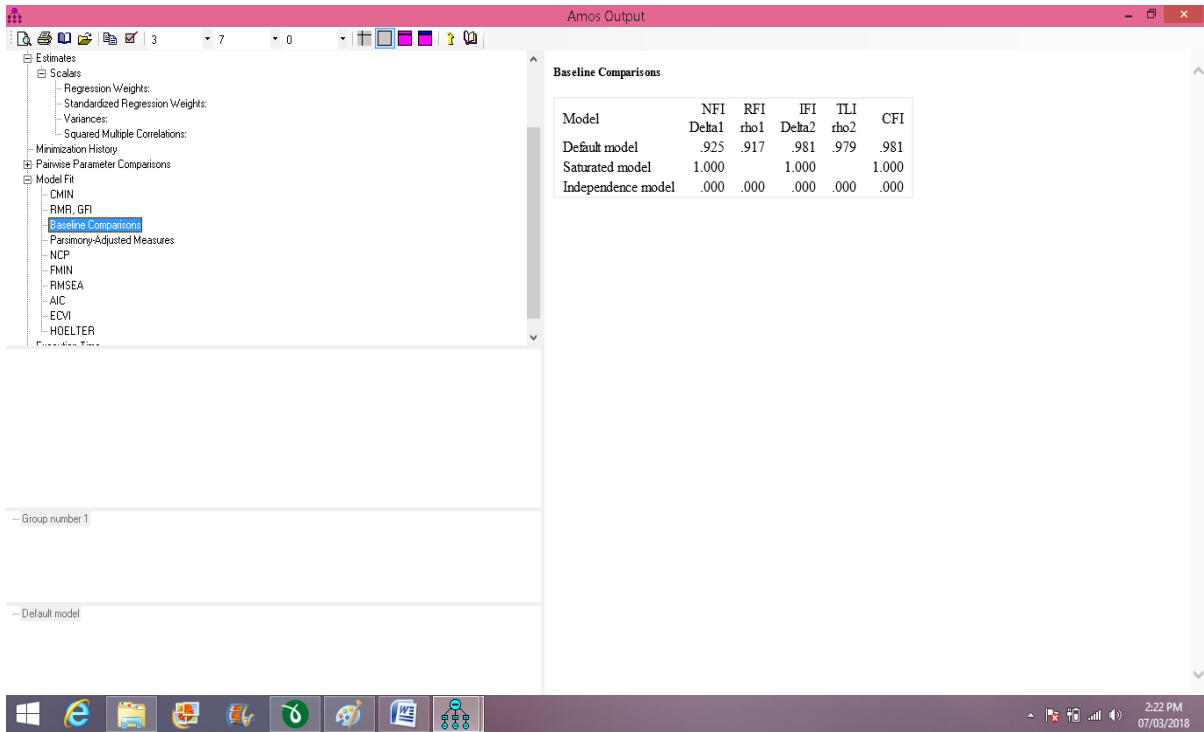 Amos Output
3 7 0
Estimates
Scalars
Regression Weights:
Standardized Regression Weights:
Variances:
Squared Multiple Correlations:
Minimization History
Pairwise Parameter Comparisons
Model Fit
CMIN
RMR, GFI
Baseline Comparisons
Parsimony-Adjusted Measures
NCP
FMIN
RMSEA
AIC
ECVI
HOELTER
Execution Time
Group number 1
Default model
Baseline Comparisons
Model NFI Delta1 RFI rho1 IFI Delta2 TLI rho2 CFI
Default model .925 .917 .981 .979 .981
Saturated model 1.000 1.000 1.000
Independence model .000 .000 .000 .000 .000
2:22 PM
07/03/2018